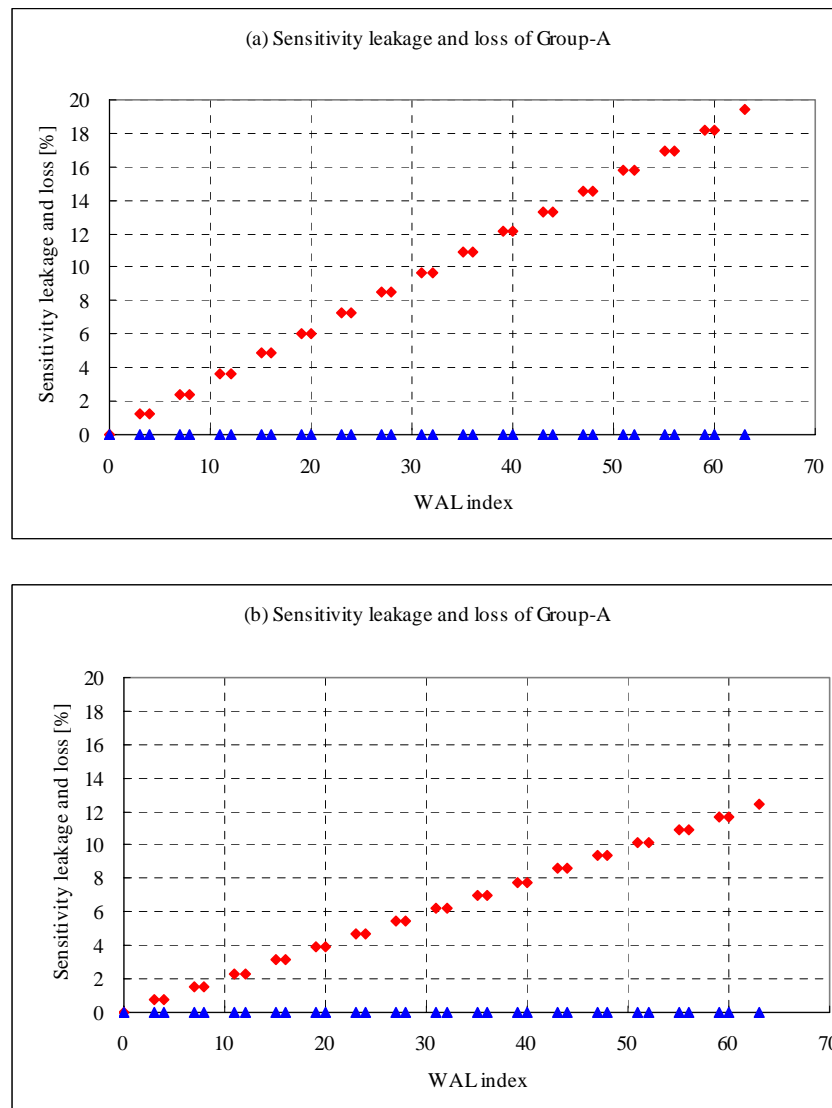 (a) Sensitivity leakage and loss of Group-A
Sensitivity leakage and loss [%]
20
18
16
14
12
10
8
6
4
2
0
0 10 20 30 40 50 60 70
WAL index
(b) Sensitivity leakage and loss of Group-A
Sensitivity leakage and loss [%]
20
18
16
14
12
10
8
6
4
2
0
0 10 20 30 40 50 60 70
WAL index